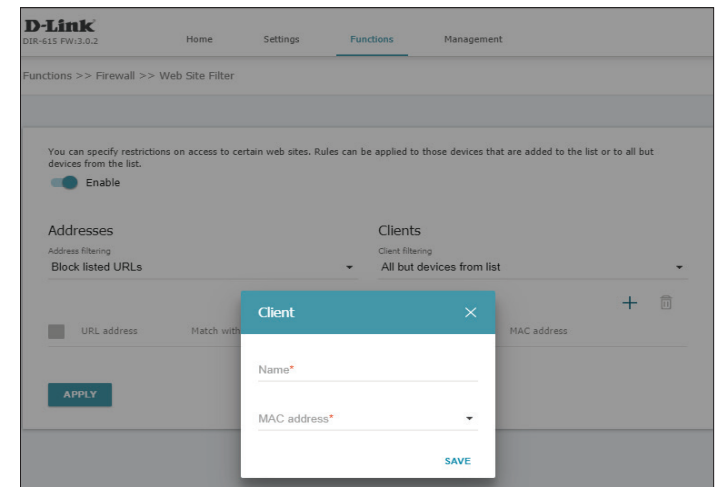 D-Link
DIR-615 FW:3.0.2
Home
Settings
Functions
Management
Functions >> Firewall >> Web Site Filter
You can specify restrictions on access to certain web sites. Rules can be applied to those devices that are added to the list or to all but
devices from the list.
Enable
Addresses
Clients
Address filtering
Client filtering
Block listed URLs
All but devices from list
Client
URL address
Match with
MAC address
Name*
APPLY
MAC address*
SAVE